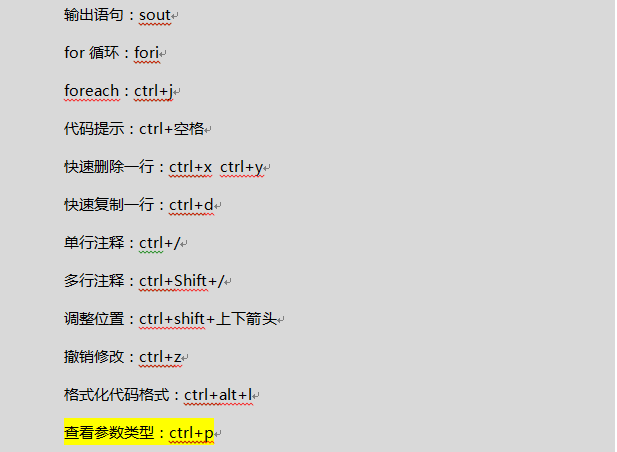 输出语句：sout
for 循环：fori
foreach：ctrl+j
代码提示：ctrl+空格
快速删除一行：ctrl+x  ctrl+y
快速复制一行：ctrl+d
单行注释：ctrl+/
多行注释：ctrl+Shift+/
调整位置：ctrl+shift+上下箭头
撤销修改：ctrl+z
格式化代码格式：ctrl+alt+l
查看参数类型：ctrl+p